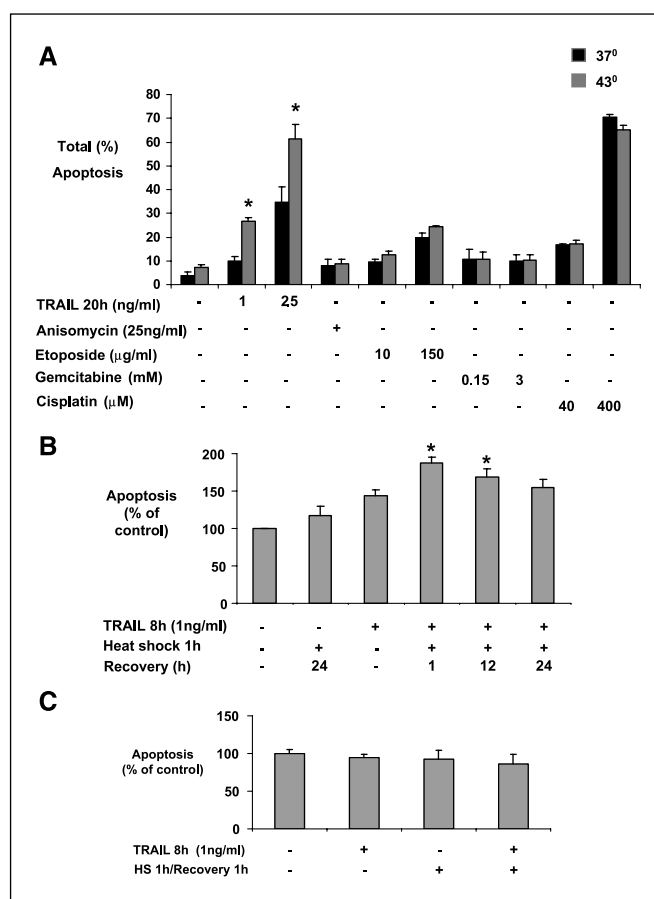 A
37⁰
43⁰
80
70
60
50
40
30
20
10
0
Total (%)
Apoptosis
*
*
TRAIL 20h (ng/ml) - 1 25 - - - - - - -
Anisomycin (25ng/ml) - - - + - - - - - -
Etoposide (μg/ml) - - - - 10 150 - - - -
Gemcitabine (mM) - - - - - - 0.15 3 - -
Cisplatin (μM) - - - - - - - - 40 400
B
200
150
100
50
0
Apoptosis
(% of
control)
*
*
TRAIL 8h (1ng/ml) - - + + + +
Heat shock 1h - + - + + +
Recovery (h) - 24 - 1 12 24
C
150
100
50
0
Apoptosis
(% of control)
TRAIL 8h (1ng/ml) - + - +
HS 1h/Recovery 1h - - + +